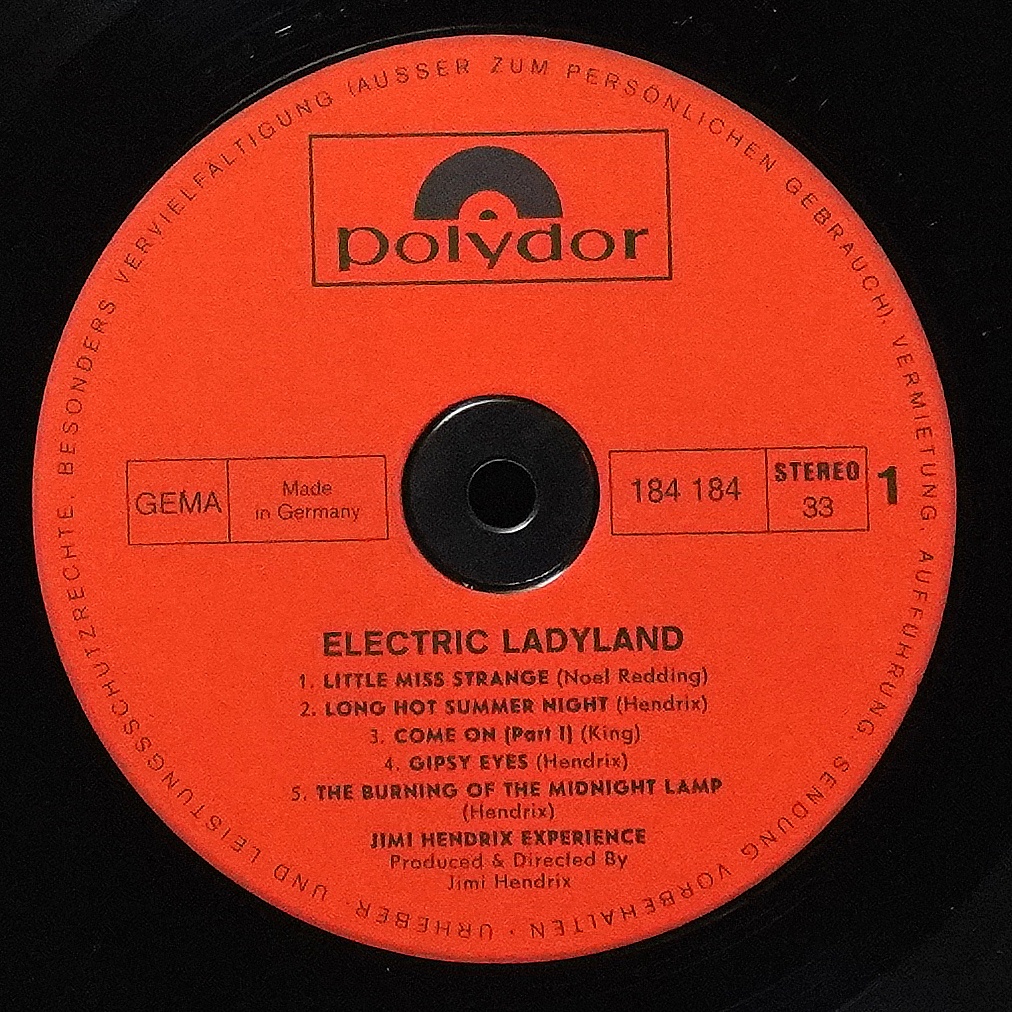 URHEBER- UND LEISTUNGSSCHUTZRECHTE, BESONDERS VERVIELFÄLTIGUNG (AUSSER ZUM PERSÖNLICHEN GEBRAUCH), VERMIETUNG, AUFFÜHRUNG, SENDUNG VORBEHALTEN ·
polydor
GEMA
Made
in Germany
184 184
STEREO
33
1
ELECTRIC LADYLAND
1. LITTLE MISS STRANGE (Noel Redding)
2. LONG HOT SUMMER NIGHT (Hendrix)
3. COME ON (Part I) (King)
4. GIPSY EYES (Hendrix)
5. THE BURNING OF THE MIDNIGHT LAMP
(Hendrix)
JIMI HENDRIX EXPERIENCE
Produced & Directed By
Jimi Hendrix